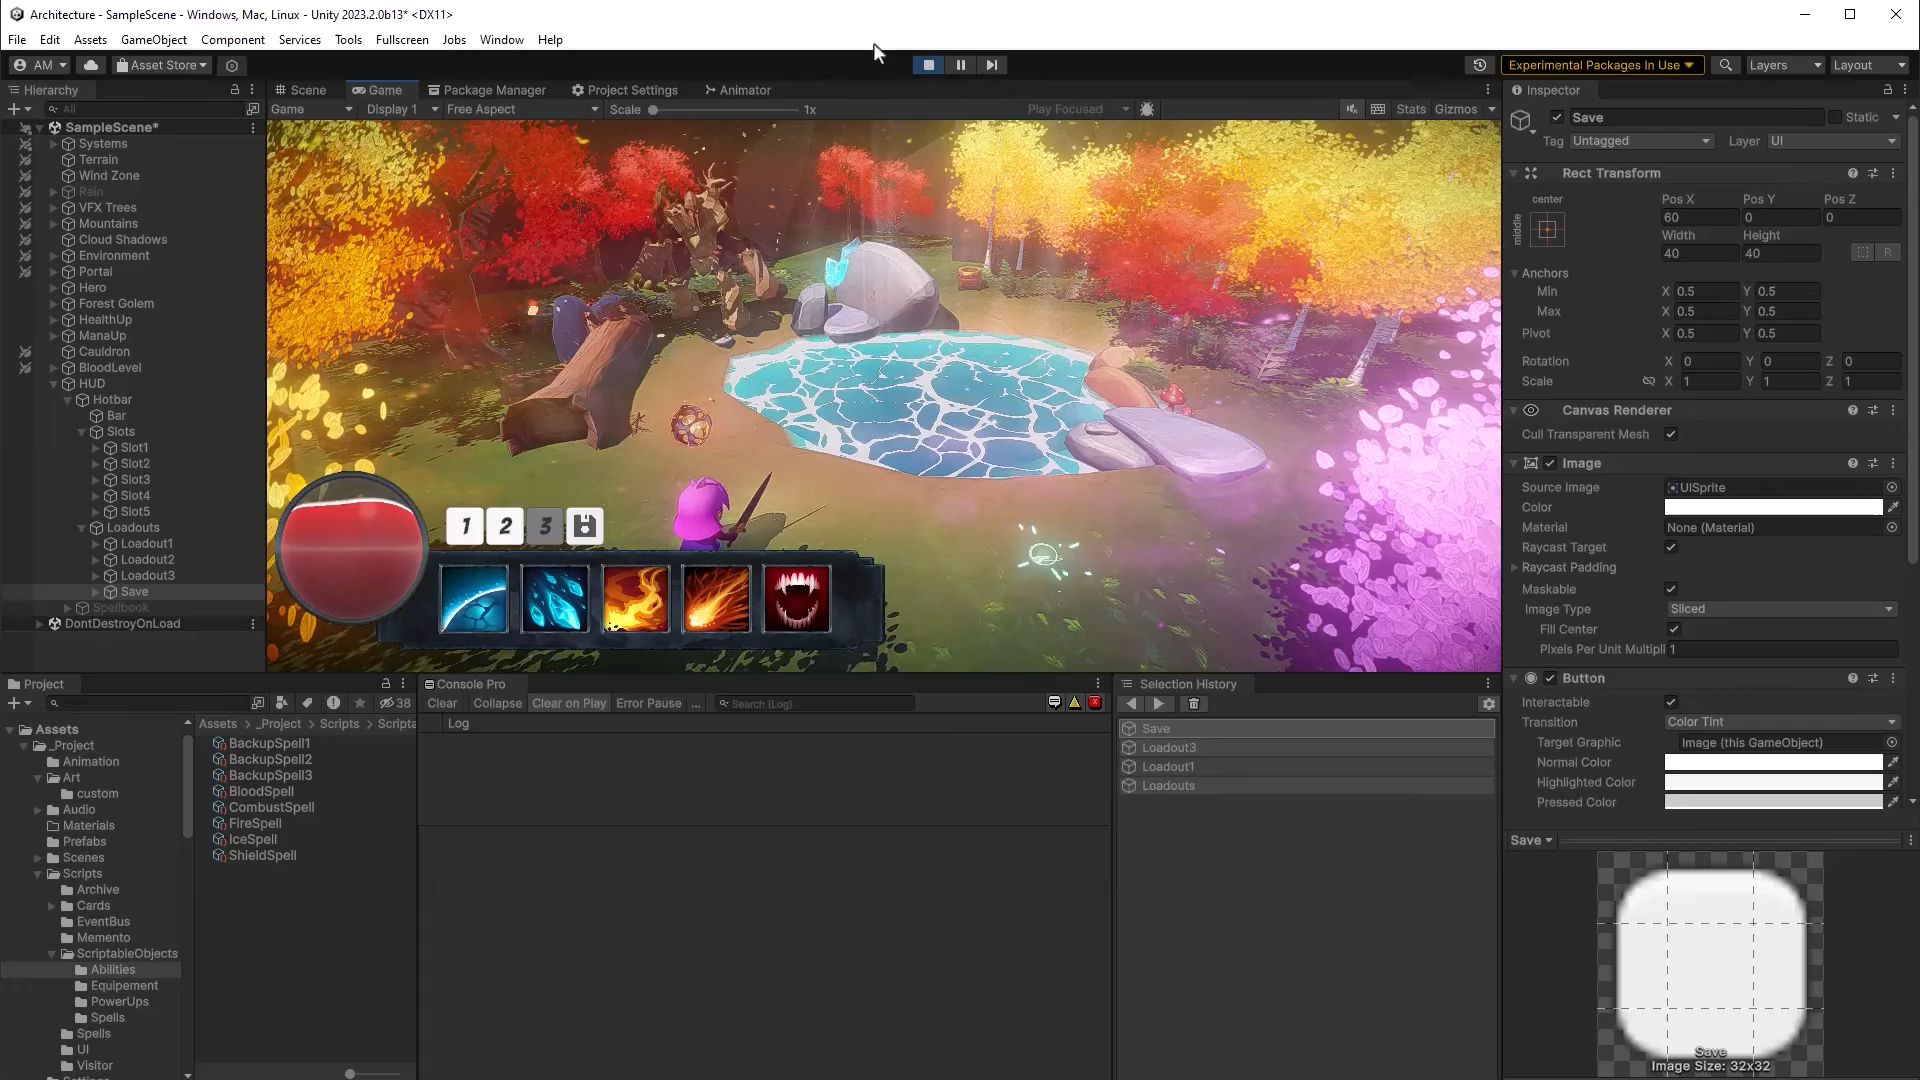 Architecture - SampleScene - Windows, Mac, Linux - Unity 2023.2.0b13* <DX11>
File Edit Assets GameObject Component Services Tools Fullscreen Jobs Window Help
AM Asset Store Experimental Packages In Use Layers Layout
Hierarchy
All
SampleScene*
Systems
Terrain
Wind Zone
Rain
VFX Trees
Mountains
Cloud Shadows
Environment
Portal
Hero
Forest Golem
HealthUp
ManaUp
Cauldron
BloodLevel
HUD
Hotbar
Bar
Slots
Slot1
Slot2
Slot3
Slot4
Slot5
Loadouts
Loadout1
Loadout2
Loadout3
Save
Spellbook
DontDestroyOnLoad
Scene Game Package Manager Project Settings Animator
Game Display 1 Free Aspect Scale 1x Play Focused Stats Gizmos
1 2 3
Inspector
Save Static
Tag Untagged Layer UI
Rect Transform
center Pos X Pos Y Pos Z
middle 60 0 0
Width Height
40 40 R
Anchors
Min X 0.5 Y 0.5
Max X 0.5 Y 0.5
Pivot X 0.5 Y 0.5
Rotation X 0 Y 0 Z 0
Scale X 1 Y 1 Z 1
Canvas Renderer
Cull Transparent Mesh
Image
Source Image UISprite
Color
Material None (Material)
Raycast Target
Raycast Padding
Maskable
Image Type Sliced
Fill Center
Pixels Per Unit Multipli 1
Button
Interactable
Transition Color Tint
Target Graphic Image (this GameObject)
Normal Color
Highlighted Color
Pressed Color
Save
Save
Image Size: 32x32
Project
38
Assets
_Project
Animation
Art
custom
Audio
Materials
Prefabs
Scenes
Scripts
Archive
Cards
EventBus
Memento
ScriptableObjects
Abilities
Equipement
PowerUps
Spells
Spells
UI
Visitor
Assets > _Project > Scripts > Scripta
BackupSpell1
BackupSpell2
BackupSpell3
BloodSpell
CombustSpell
FireSpell
IceSpell
ShieldSpell
Console Pro
Clear Collapse Clear on Play Error Pause ... Search (Log)
Log
Selection History
Save
Loadout3
Loadout1
Loadouts